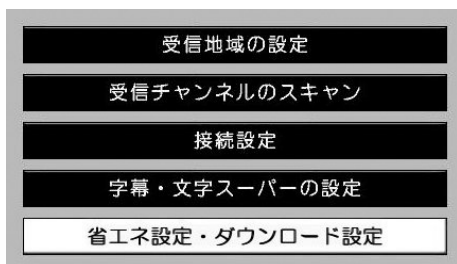 受信地域の設定
受信チャンネルのスキャン
接続設定
字幕・文字スーパーの設定
省エネ設定・ダウンロード設定